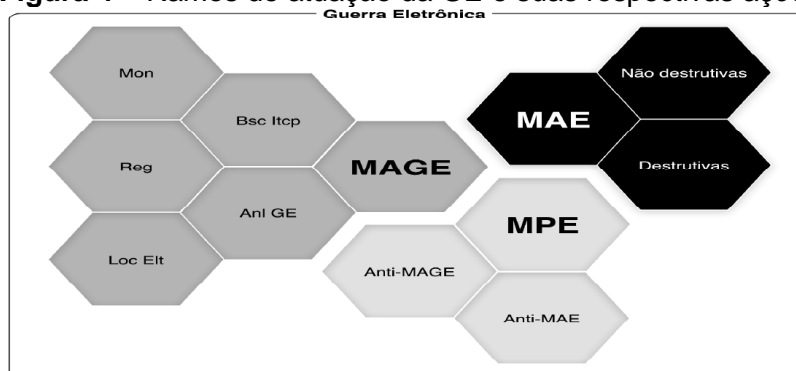 Guerra Eletrônica
Mon
Bsc Itcp
Reg
MAGE
Anl GE
Loc Elt
MAE
Não destrutivas
Destrutivas
MPE
Anti-MAGE
Anti-MAE